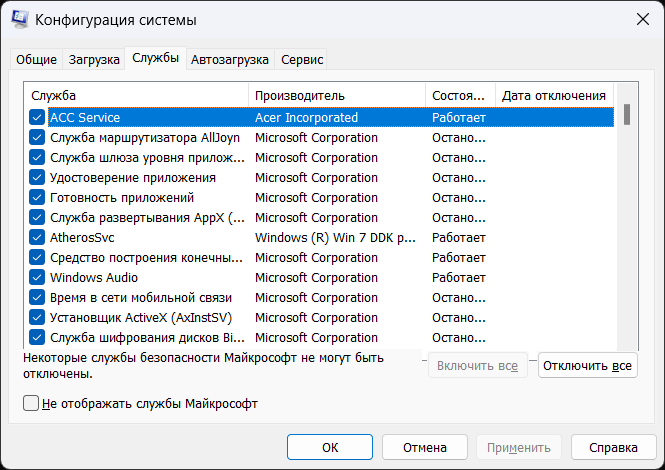 Конфигурация системы
Общие Загрузка Службы Автозагрузка Сервис
Служба Производитель Состоя... Дата отключения
ACC Service Acer Incorporated Работает
Служба маршрутизатора AllJoyn Microsoft Corporation Остано...
Служба шлюза уровня прилож... Microsoft Corporation Остано...
Удостоверение приложения Microsoft Corporation Остано...
Готовность приложений Microsoft Corporation Остано...
Служба развертывания AppX (... Microsoft Corporation Остано...
AtherosSvc Windows (R) Win 7 DDK p... Работает
Средство построения конечны... Microsoft Corporation Работает
Windows Audio Microsoft Corporation Работает
Время в сети мобильной связи Microsoft Corporation Остано...
Установщик ActiveX (AxInstSV) Microsoft Corporation Остано...
Служба шифрования дисков Bi... Microsoft Corporation Остано...
Некоторые службы безопасности Майкрософт не могут быть
отключены.
Включить все Отключить все
Не отображать службы Майкрософт
ОК Отмена Применить Справка